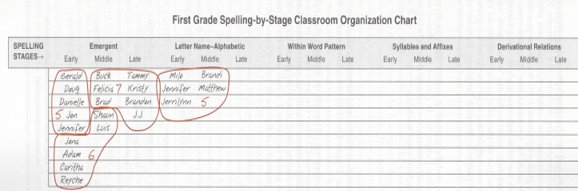 First Grade Spelling-by-Stage Classroom Organization Chart
SPELLING STAGES→ Emergent Letter Name–Alphabetic Within Word Pattern Syllables and Affixes Derivational Relations
Early Middle Late Early Middle Late Early Middle Late Early Middle Late Early Middle Late
Gerald Buck Tammy Milo Brandi
Doug Felicia 7 Kristy Jennifer Matthew
Danielle Brad Brandon Jerrilynn 5
5 Jon Shawn J.J.
Jennifer Luis
Jena
Adam 6
Caritha
Reyche